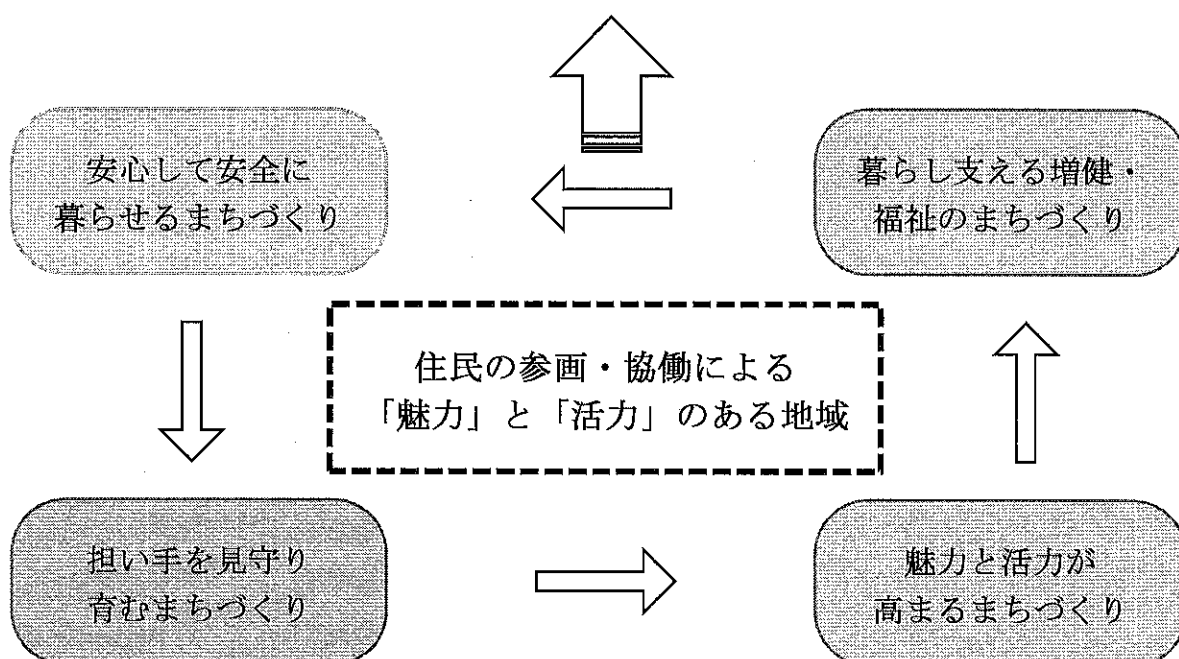 安心して安全に
暮らせるまちづくり
暮らし支える増健・
福祉のまちづくり
住民の参画・協働による
「魅力」と「活力」のある地域
担い手を見守り
育むまちづくり
魅力と活力が
高まるまちづくり